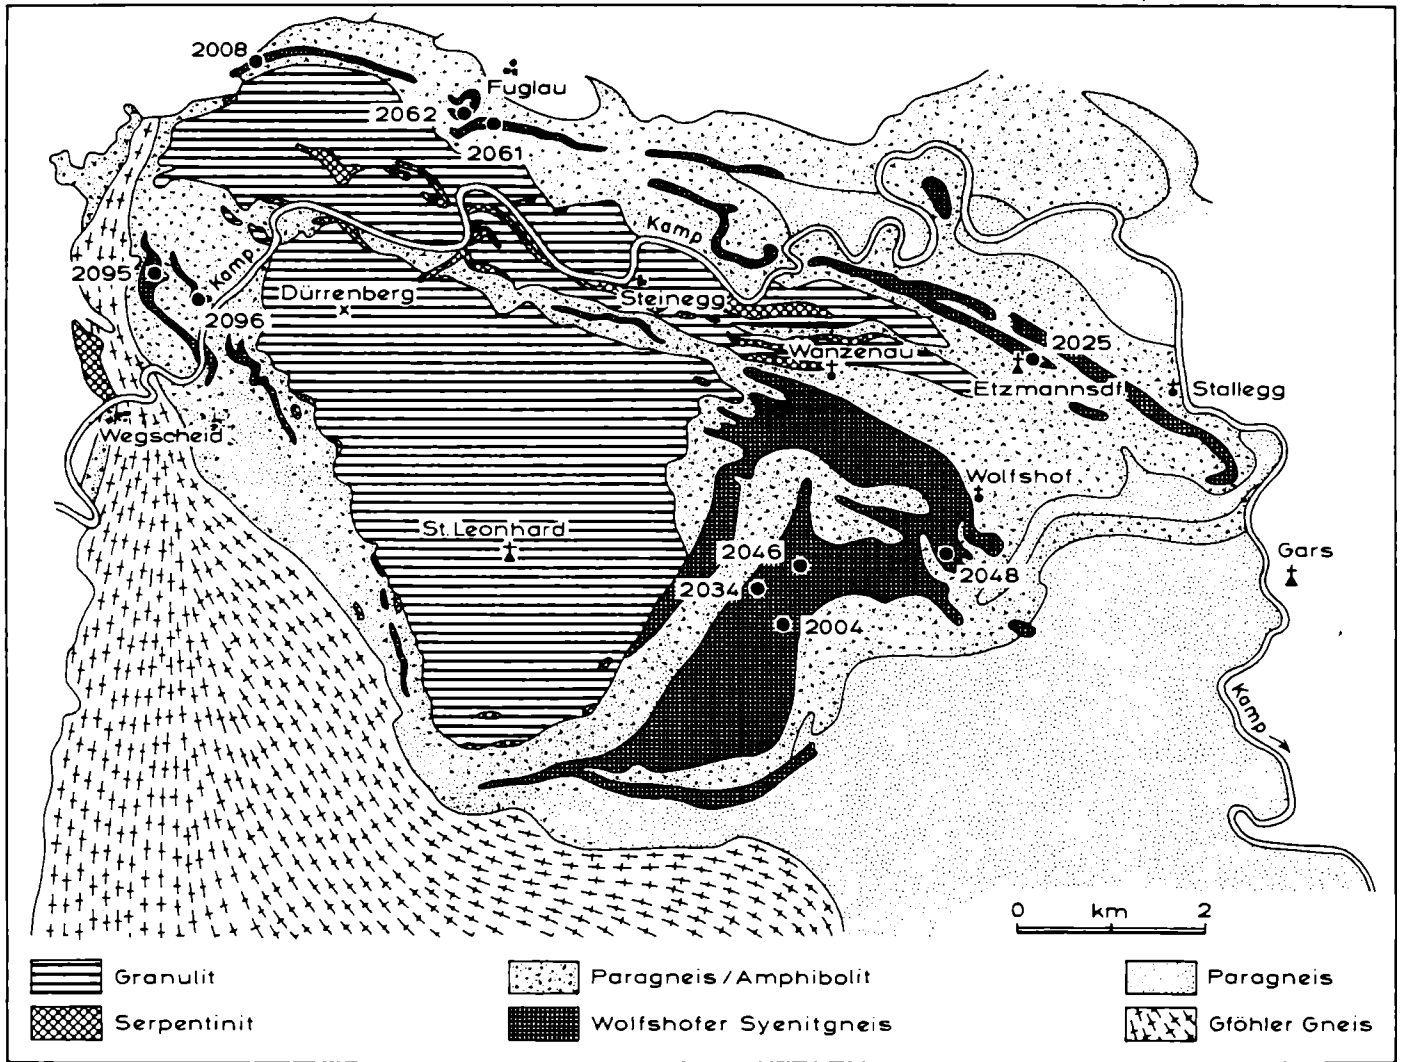 2008
Fuglau
2062
2061
Kamp
2095
Kamp
Dürrenberg
Steinegg
2096
2025
Wanzenau
Etzmannsdf.
Stallegg
Wegscheid
Wolfshof
St. Leonhard
2046
Gars
2048
2034
2004
Kamp
0 km 2
Granulit
Paragneis / Amphibolit
Paragneis
Serpentinit
Wolfshofer Syenitgneis
Gföhler Gneis